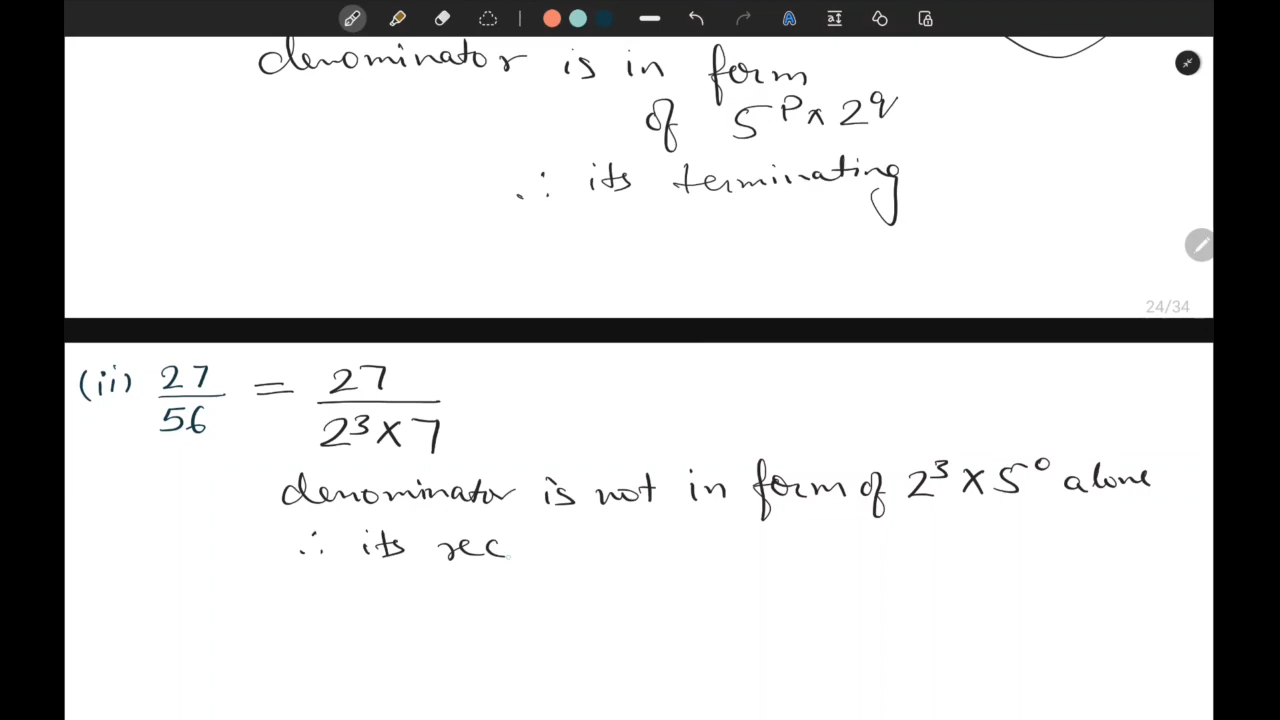 denominator is in form
of 5^p x 2^q
∴ its terminating
24/34
(ii) 27/56 = 27/2³ x 7
denominator is not in form of 2³ x 5⁰ alone
∴ its rec